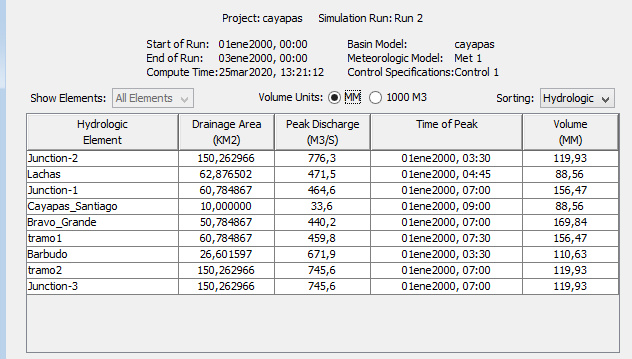 Project: cayapas Simulation Run: Run 2
Start of Run: 01ene2000, 00:00 Basin Model: cayapas
End of Run: 03ene2000, 00:00 Meteorologic Model: Met 1
Compute Time: 25mar2020, 13:21:12 Control Specifications: Control 1
Show Elements: All Elements Volume Units: MM 1000 M3 Sorting: Hydrologic
Hydrologic Drainage Area Peak Discharge Time of Peak Volume
Element (KM2) (M3/S) (MM)
Junction-2 150,262966 776,3 01ene2000, 03:30 119,93
Lachas 62,876502 471,5 01ene2000, 04:45 88,56
Junction-1 60,784867 464,6 01ene2000, 07:00 156,47
Cayapas_Santiago 10,000000 33,6 01ene2000, 09:00 88,56
Bravo_Grande 50,784867 440,2 01ene2000, 07:00 169,84
tramo1 60,784867 459,8 01ene2000, 07:30 156,47
Barbudo 26,601597 671,9 01ene2000, 03:30 110,63
tramo2 150,262966 745,6 01ene2000, 07:00 119,93
Junction-3 150,262966 745,6 01ene2000, 07:00 119,93